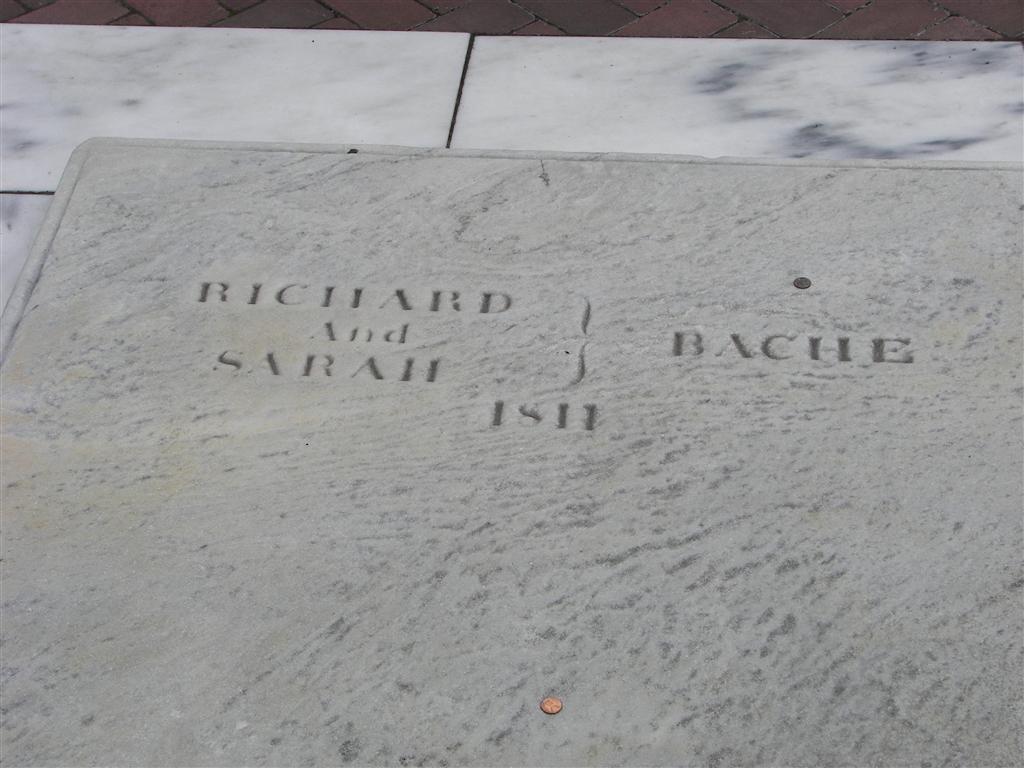 RICHARD
And
SARAH
} BACHE
1811